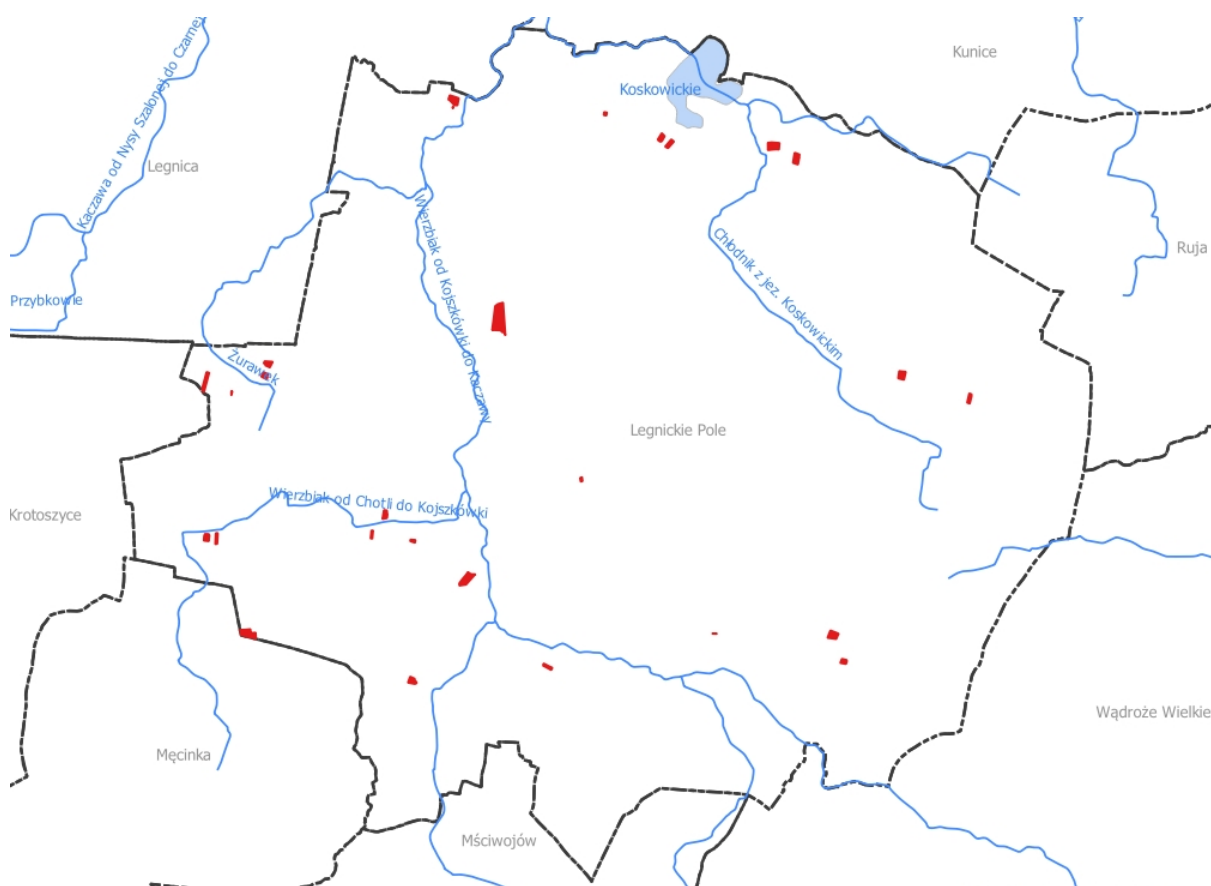 Kaczawa od Nysy Szalonej do Czarnej
Kunice
Koskowickie
Legnica
Wierzbiak od Kojszkówki do Kaczawy
Chłodnik z jez. Koskowickim
Ruja
Przybkowie
Żurawek
Legnickie Pole
Wierzbiak od Chotli do Kojszkówki
Krotoszyce
Wądroże Wielkie
Męcinka
Mściwojów